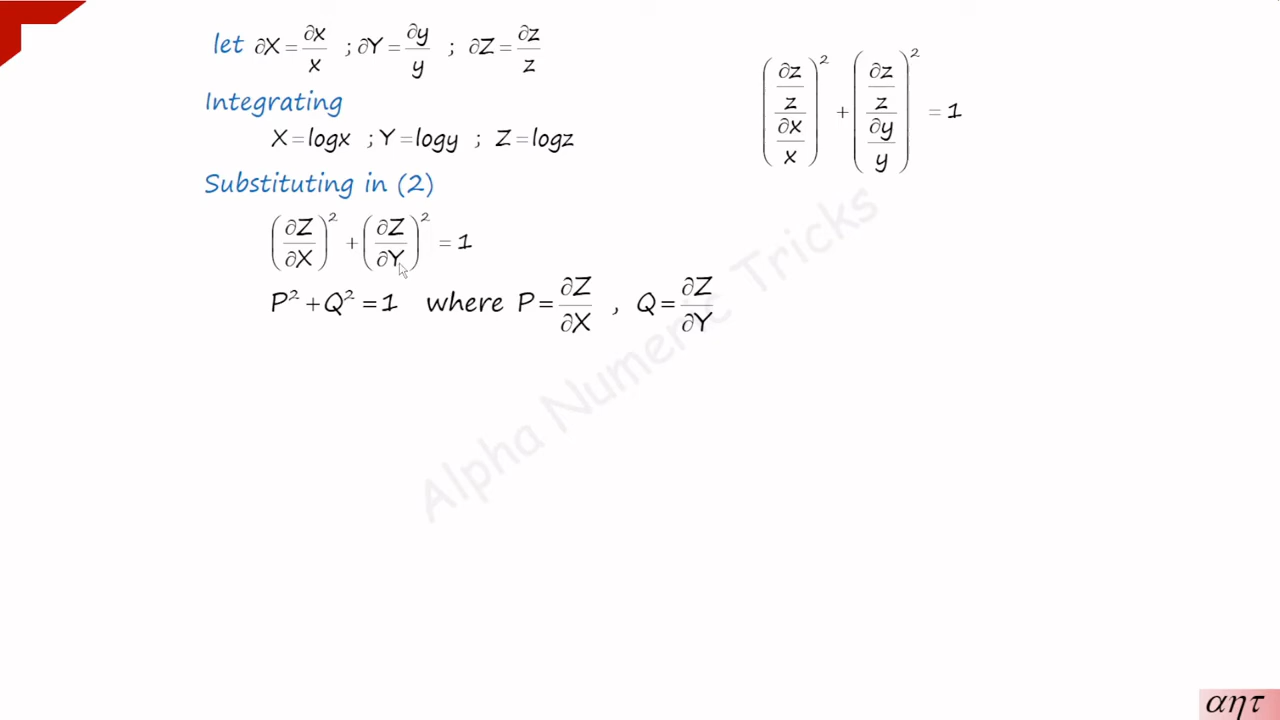 let ∂X = ∂x/x ; ∂Y = ∂y/y ; ∂Z = ∂z/z
((∂z/z)/(∂x/x))² + ((∂z/z)/(∂y/y))² = 1
Integrating
X = logx ; Y = logy ; Z = logz
Substituting in (2)
(∂Z/∂X)² + (∂Z/∂Y)² = 1
P² + Q² = 1 where P = ∂Z/∂X , Q = ∂Z/∂Y
Alpha Numeric Tricks
αητ